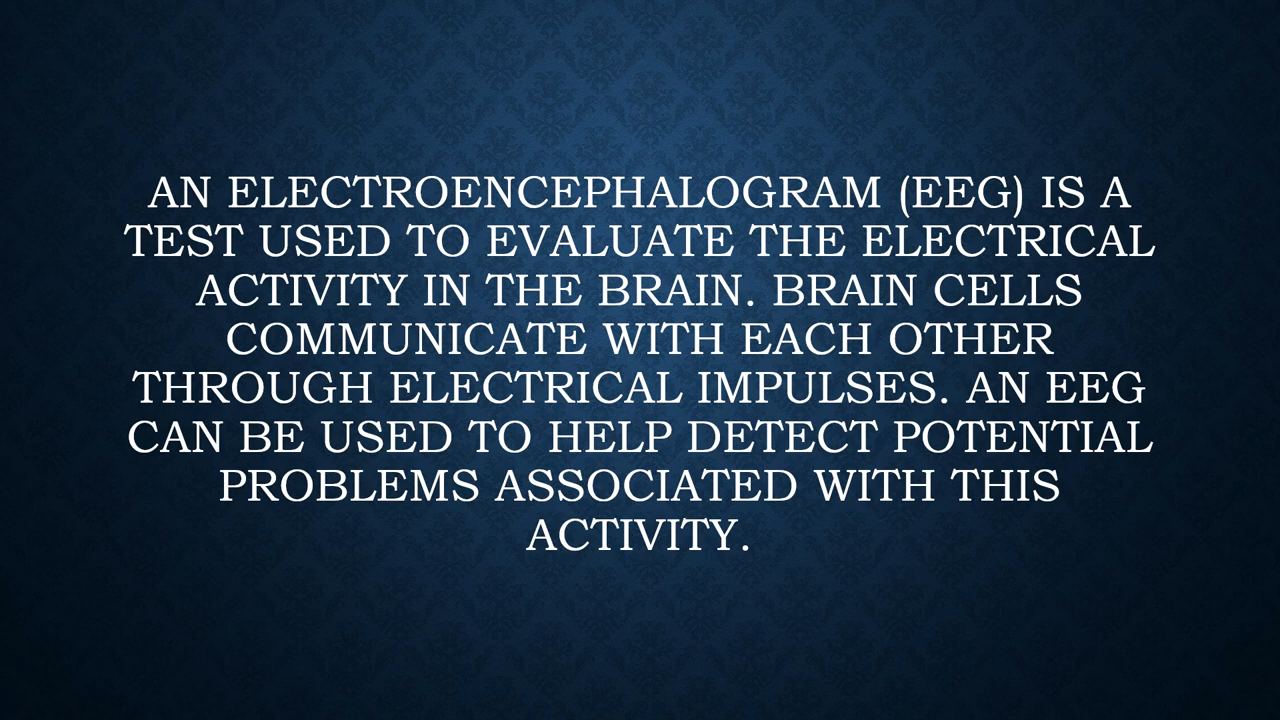 AN ELECTROENCEPHALOGRAM (EEG) IS A
TEST USED TO EVALUATE THE ELECTRICAL
ACTIVITY IN THE BRAIN. BRAIN CELLS
COMMUNICATE WITH EACH OTHER
THROUGH ELECTRICAL IMPULSES. AN EEG
CAN BE USED TO HELP DETECT POTENTIAL
PROBLEMS ASSOCIATED WITH THIS
ACTIVITY.